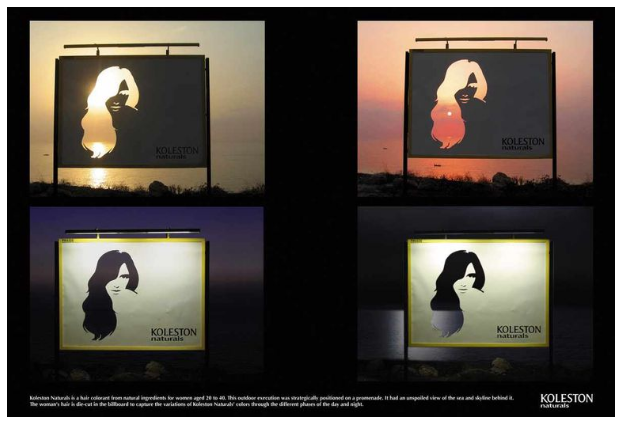 KOLESTON
naturals
KOLESTON
naturals
KOLESTON
naturals
KOLESTON
naturals
Koleston Naturals is a hair colorant from natural ingredients for women aged 20 to 40. This outdoor execution was strategically positioned on a promenade. It had an unspoiled view of the sea and skyline behind it.
The woman's hair is die-cut in the billboard to capture the variations of Koleston Naturals' colors through the different phases of the day and night.
KOLESTON
naturals